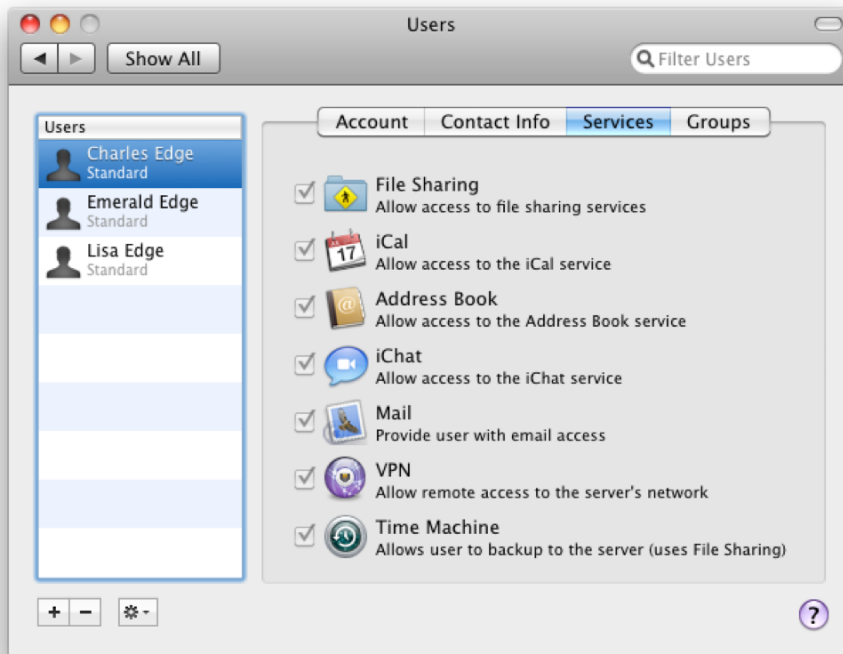 Users
Show All
Filter Users
Users
Charles Edge
Standard
Emerald Edge
Standard
Lisa Edge
Standard
Account Contact Info Services Groups
File Sharing
Allow access to file sharing services
17
iCal
Allow access to the iCal service
@
Address Book
Allow access to the Address Book service
iChat
Allow access to the iChat service
Mail
Provide user with email access
VPN
Allow remote access to the server's network
Time Machine
Allows user to backup to the server (uses File Sharing)
+ −
?